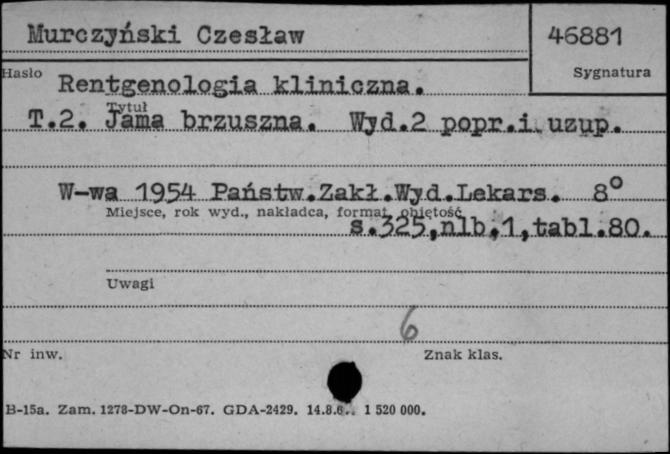 Murczyński Czesław
46881
Hasło
Sygnatura
Rentgenologia kliniczna.
Tytuł
T.2. Jama brzuszna. Wyd.2 popr.i uzup.
W-wa 1954 Państw.Zakł.Wyd.Lekars. 8°
Miejsce, rok wyd., nakładca, format, objętość
s.325,nlb.1,tabl.80.
Uwagi
6
Nr inw.
Znak klas.
B-15a. Zam. 1278-DW-On-67. GDA-2429. 14.8.6.. 1 520 000.